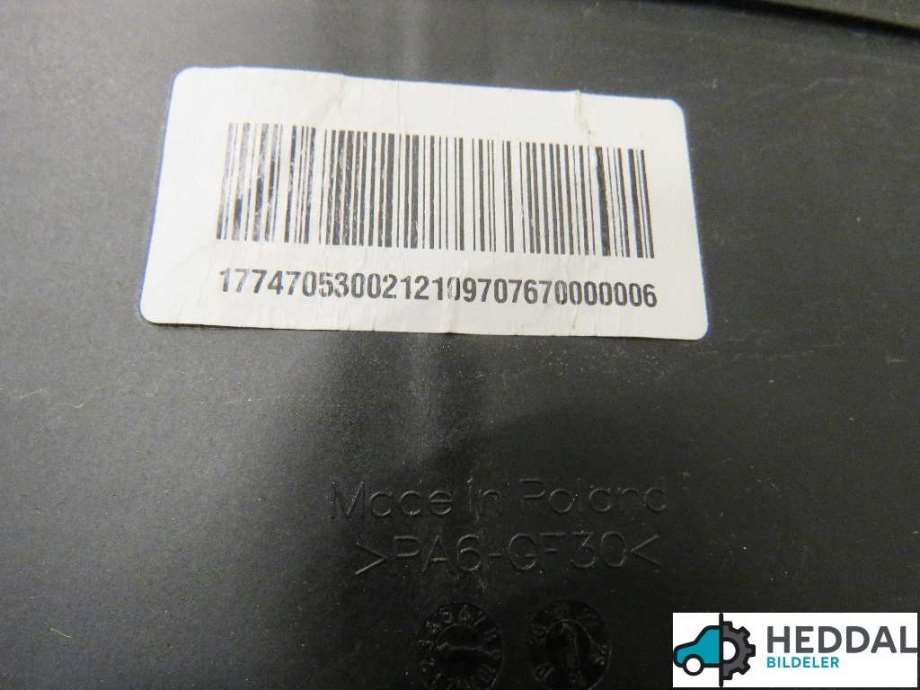 17747053002121097076700000006
Made in Poland
>PA6-GF30<
HEDDAL
BILDELER